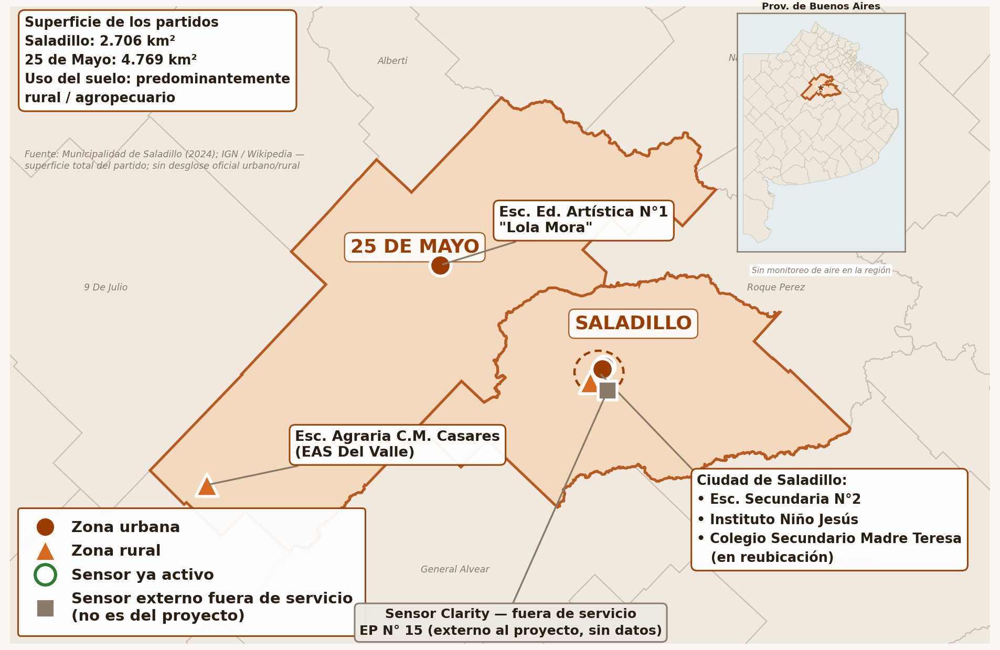 Prov. de Buenos Aires
Superficie de los partidos
Saladillo: 2.706 km²
25 de Mayo: 4.769 km²
Uso del suelo: predominantemente
rural / agropecuario
Alberti
Fuente: Municipalidad de Saladillo (2024); IGN / Wikipedia —
superficie total del partido; sin desglose oficial urbano/rural
Esc. Ed. Artística N°1
"Lola Mora"
25 DE MAYO
Sin monitoreo de aire en la región
9 De Julio
Roque Perez
SALADILLO
Esc. Agraria C.M. Casares
(EAS Del Valle)
Ciudad de Saladillo:
• Esc. Secundaria N°2
• Instituto Niño Jesús
• Colegio Secundario Madre Teresa
(en reubicación)
Zona urbana
Zona rural
Sensor ya activo
Sensor externo fuera de servicio
(no es del proyecto)
General Alvear
Sensor Clarity — fuera de servicio
EP N° 15 (externo al proyecto, sin datos)